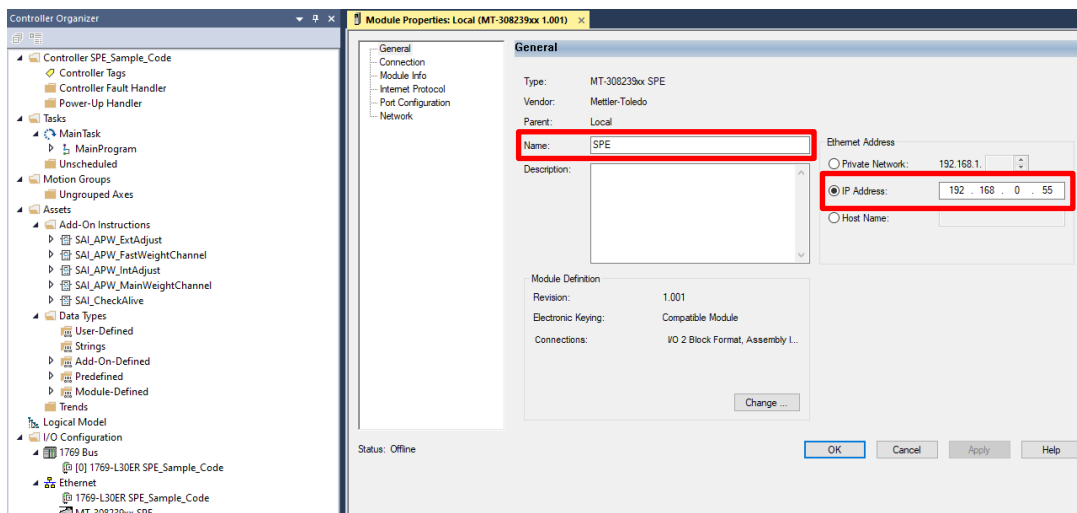 Controller Organizer
Controller SPE_Sample_Code
Controller Tags
Controller Fault Handler
Power-Up Handler
Tasks
MainTask
MainProgram
Unscheduled
Motion Groups
Ungrouped Axes
Assets
Add-On Instructions
SAI_APW_ExtAdjust
SAI_APW_FastWeightChannel
SAI_APW_IntAdjust
SAI_APW_MainWeightChannel
SAI_CheckAlive
Data Types
User-Defined
Strings
Add-On-Defined
Predefined
Module-Defined
Trends
Logical Model
I/O Configuration
1769 Bus
[0] 1769-L30ER SPE_Sample_Code
Ethernet
1769-L30ER SPE_Sample_Code
MT-308239xx SPE
Module Properties: Local (MT-308239xx 1.001)
General
Connection
Module Info
Internet Protocol
Port Configuration
Network
General
Type: MT-308239xx SPE
Vendor: Mettler-Toledo
Parent: Local
Name: SPE
Description:
Ethernet Address
Private Network: 192.168.1.
IP Address: 192 . 168 . 0 . 55
Host Name:
Module Definition
Revision: 1.001
Electronic Keying: Compatible Module
Connections: I/O 2 Block Format, Assembly I...
Change ...
Status: Offline
OK Cancel Apply Help